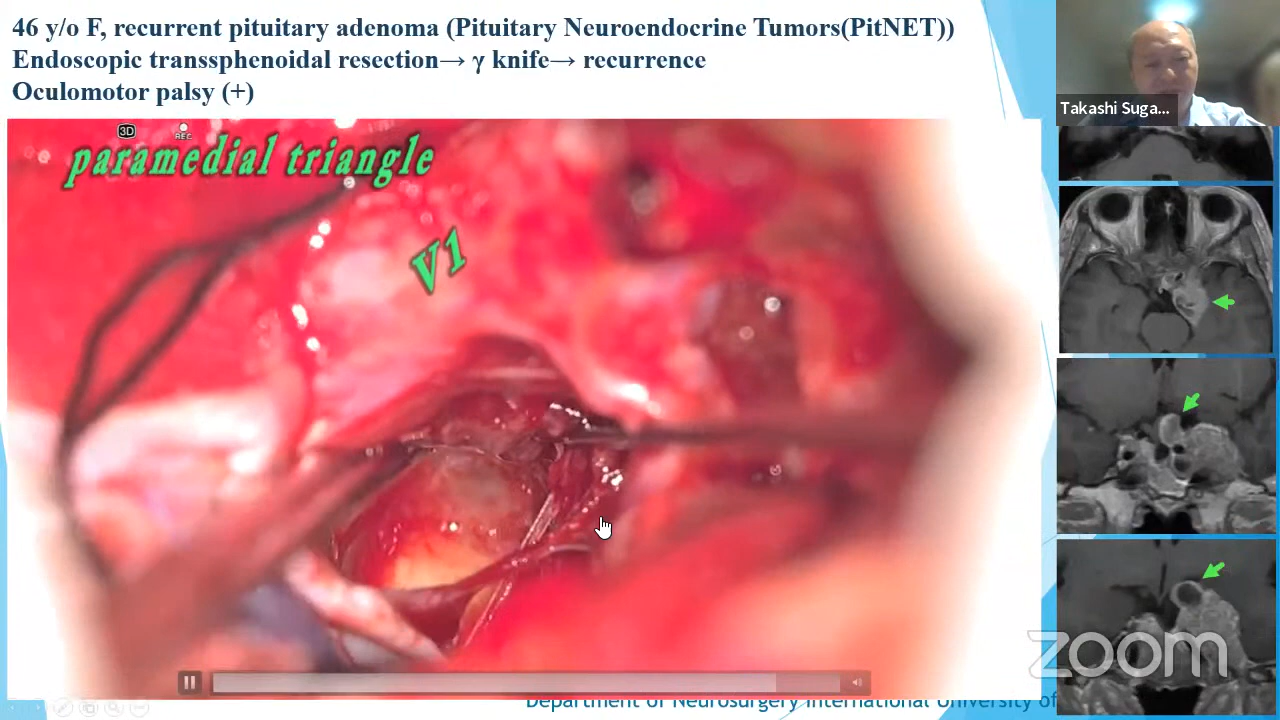 46 y/o F, recurrent pituitary adenoma (Pituitary Neuroendocrine Tumors(PitNET))
Endoscopic transsphenoidal resection→ γ knife→ recurrence
Oculomotor palsy (+)
Takashi Suga...
3D
REC
paramedial triangle
V1
zoom
Department of Neurosurgery International University of